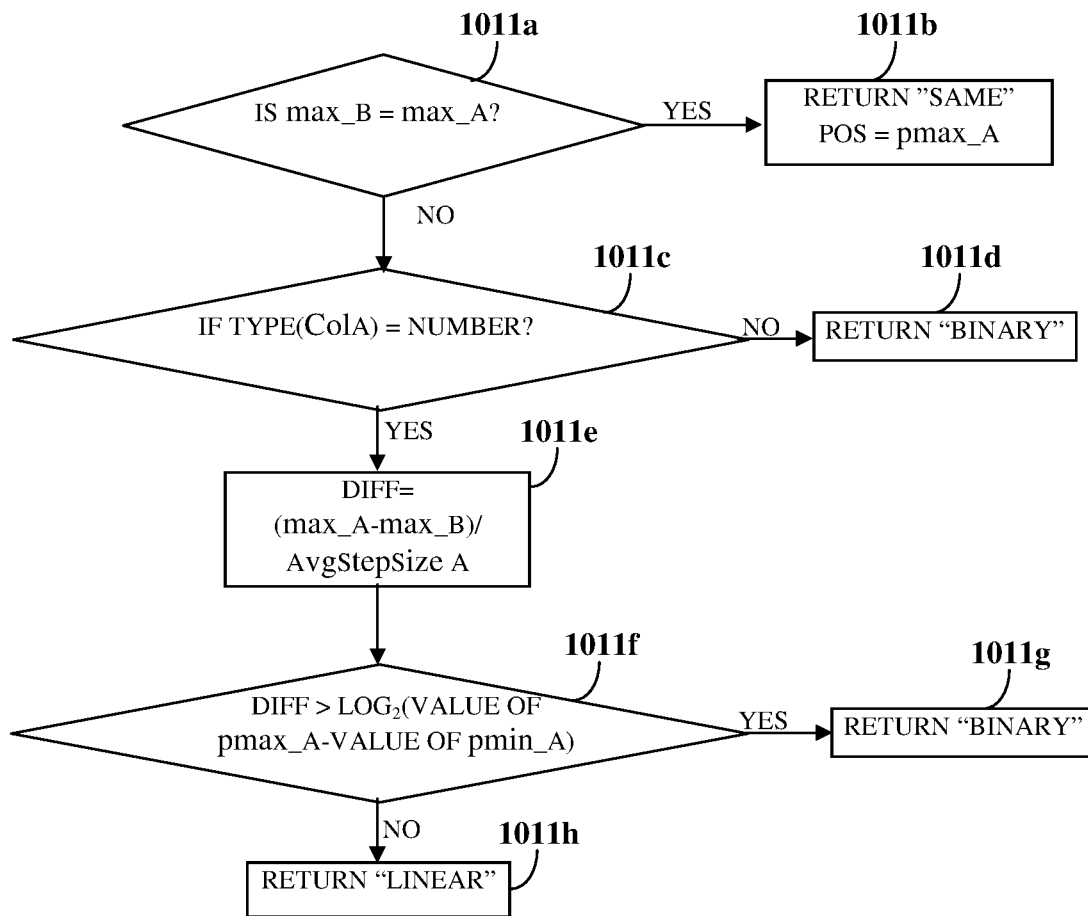 1011a
1011b
IS max_B = max_A?
YES
RETURN ”SAME”
POS = pmax_A
NO
1011c
1011d
IF TYPE(ColA) = NUMBER?
NO
RETURN “BINARY”
YES
1011e
DIFF=
(max_A-max_B)/
AvgStepSize A
1011f
1011g
DIFF > LOG₂(VALUE OF
pmax_A-VALUE OF pmin_A)
YES
RETURN “BINARY”
NO
1011h
RETURN “LINEAR”